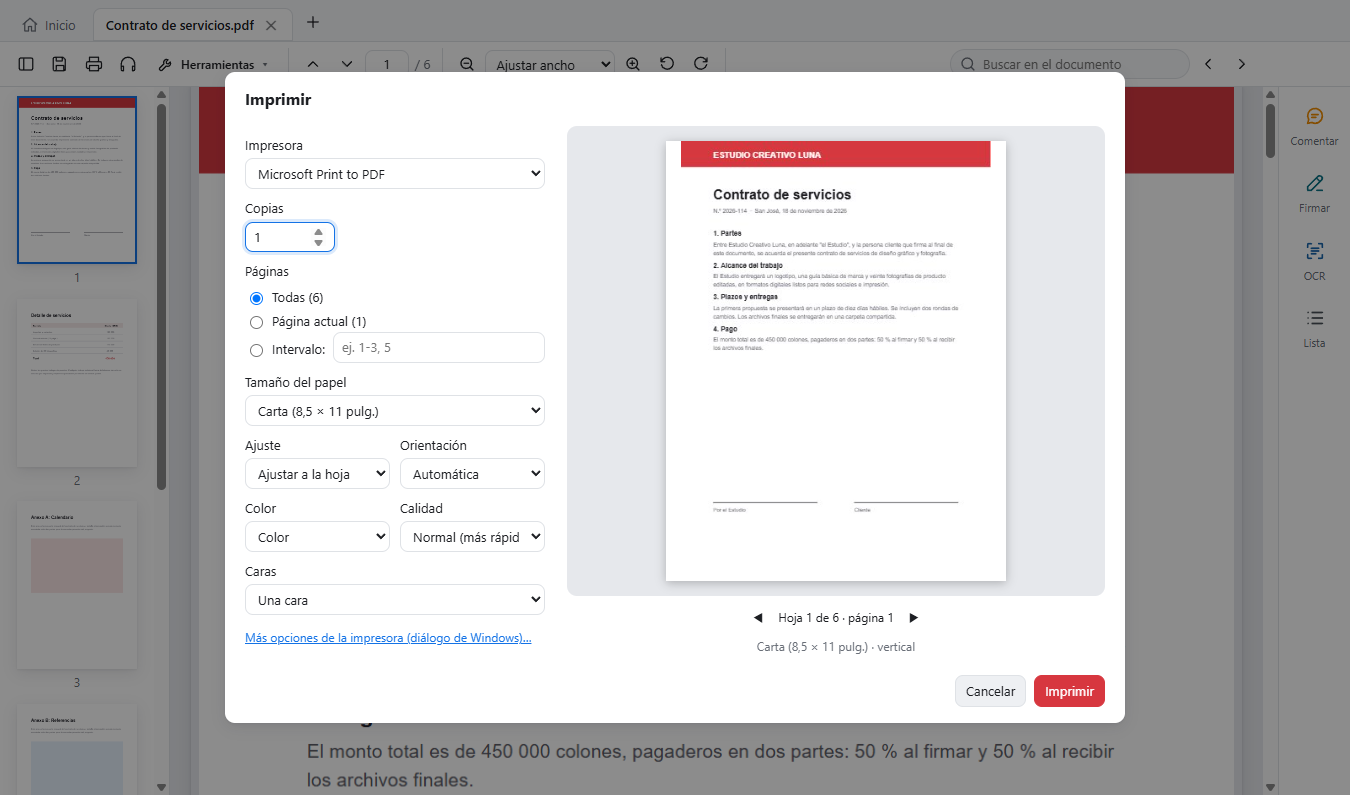 Inicio
Contrato de servicios.pdf
Herramientas
1 / 6
Ajustar ancho
Buscar en el documento
Imprimir
Impresora
Microsoft Print to PDF
Copias
1
Páginas
Todas (6)
Página actual (1)
Intervalo: ej. 1-3, 5
Tamaño del papel
Carta (8,5 × 11 pulg.)
Ajuste
Orientación
Ajustar a la hoja
Automática
Color
Calidad
Color
Normal (más rápid
Caras
Una cara
Más opciones de la impresora (diálogo de Windows)...
ESTUDIO CREATIVO LUNA
Contrato de servicios
N.º 2026-114 · San José, 18 de noviembre de 2026
1. Partes
Entre Estudio Creativo Luna, en adelante "el Estudio", y la persona cliente que firma al final de
este documento, se acuerda el presente contrato de servicios de diseño gráfico y fotografía.
2. Alcance del trabajo
El Estudio entregará un logotipo, una guía básica de marca y veinte fotografías de producto
editadas, en formatos digitales listos para redes sociales e impresión.
3. Plazos y entregas
La primera propuesta se presentará en un plazo de diez días hábiles. Se incluyen dos rondas de
cambios. Los archivos finales se entregarán en una carpeta compartida.
4. Pago
El monto total es de 450 000 colones, pagaderos en dos partes: 50 % al firmar y 50 % al recibir
los archivos finales.
Por el Estudio
Cliente
Hoja 1 de 6 · página 1
Carta (8,5 × 11 pulg.) · vertical
Cancelar
Imprimir
Contrato de servicios
1
Detalle de servicios
2
Anexo A: Calendario
3
Anexo B: Referencias
El monto total es de 450 000 colones, pagaderos en dos partes: 50 % al firmar y 50 % al recibir
los archivos finales.
Comentar
Firmar
OCR
Lista